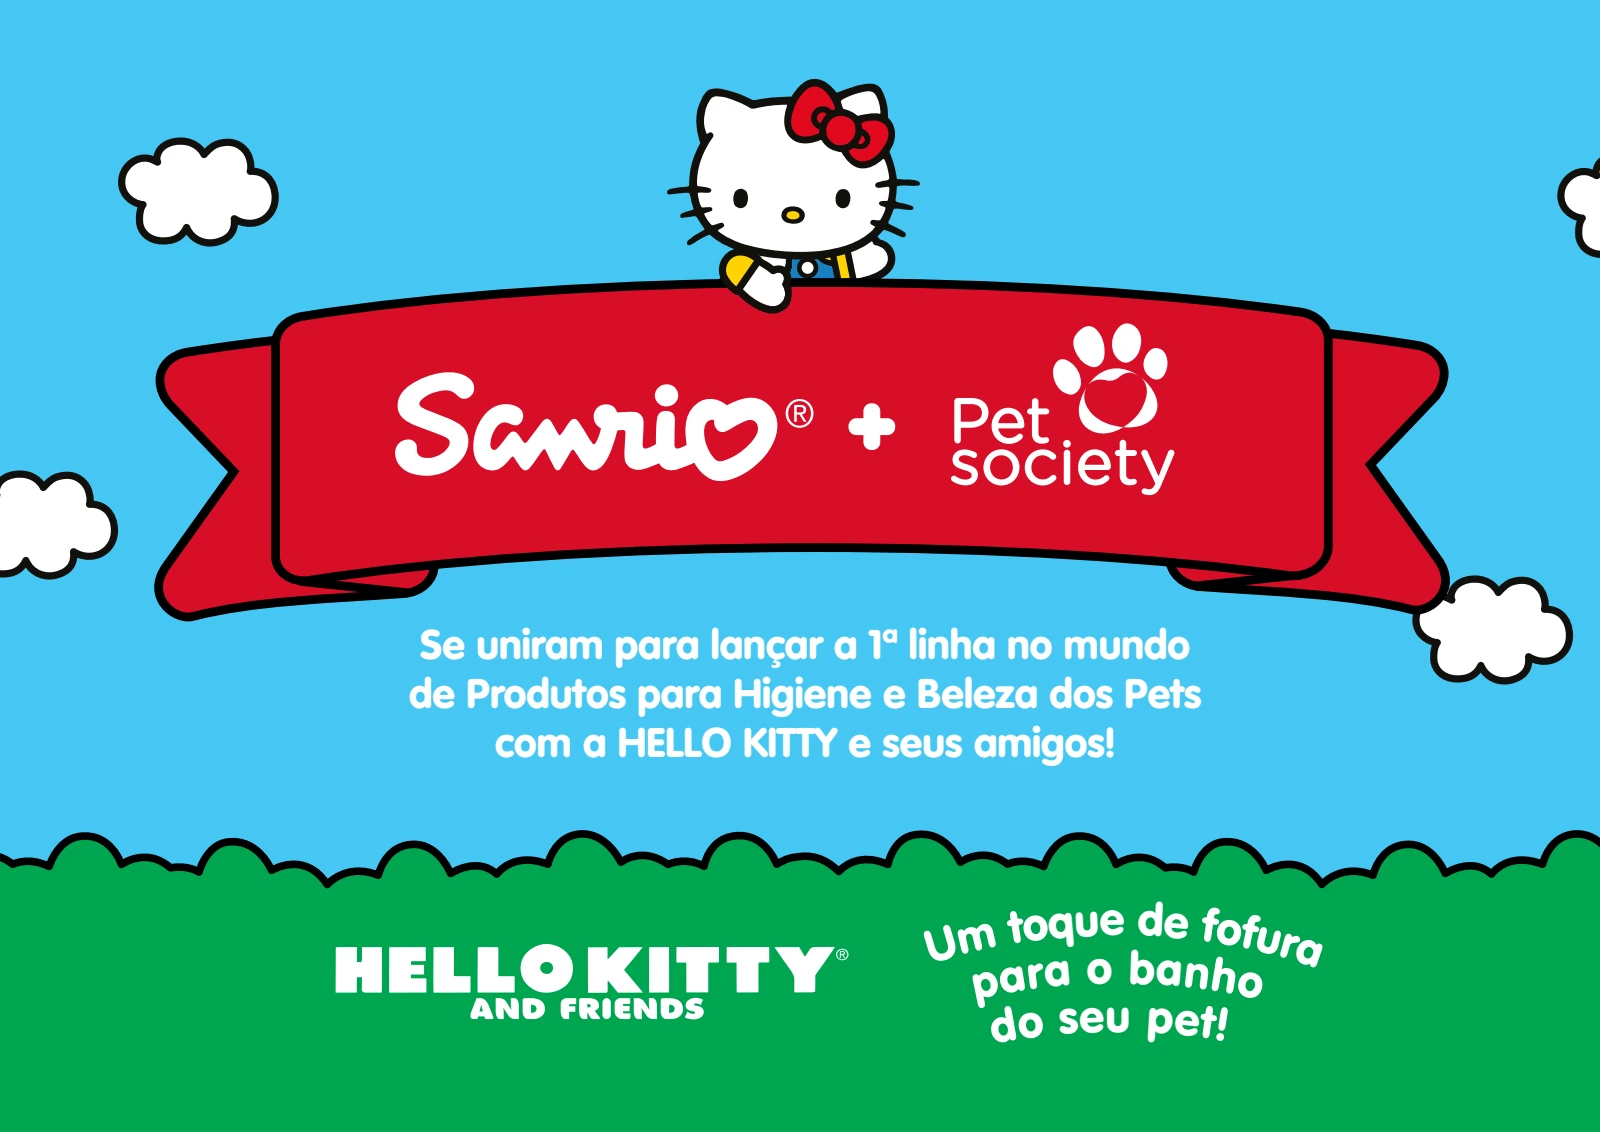 Sanrio® + Pet society
Se uniram para lançar a 1ª linha no mundo
de Produtos para Higiene e Beleza dos Pets
com a HELLO KITTY e seus amigos!
HELLO KITTY®
AND FRIENDS
Um toque de fofura
para o banho
do seu pet!